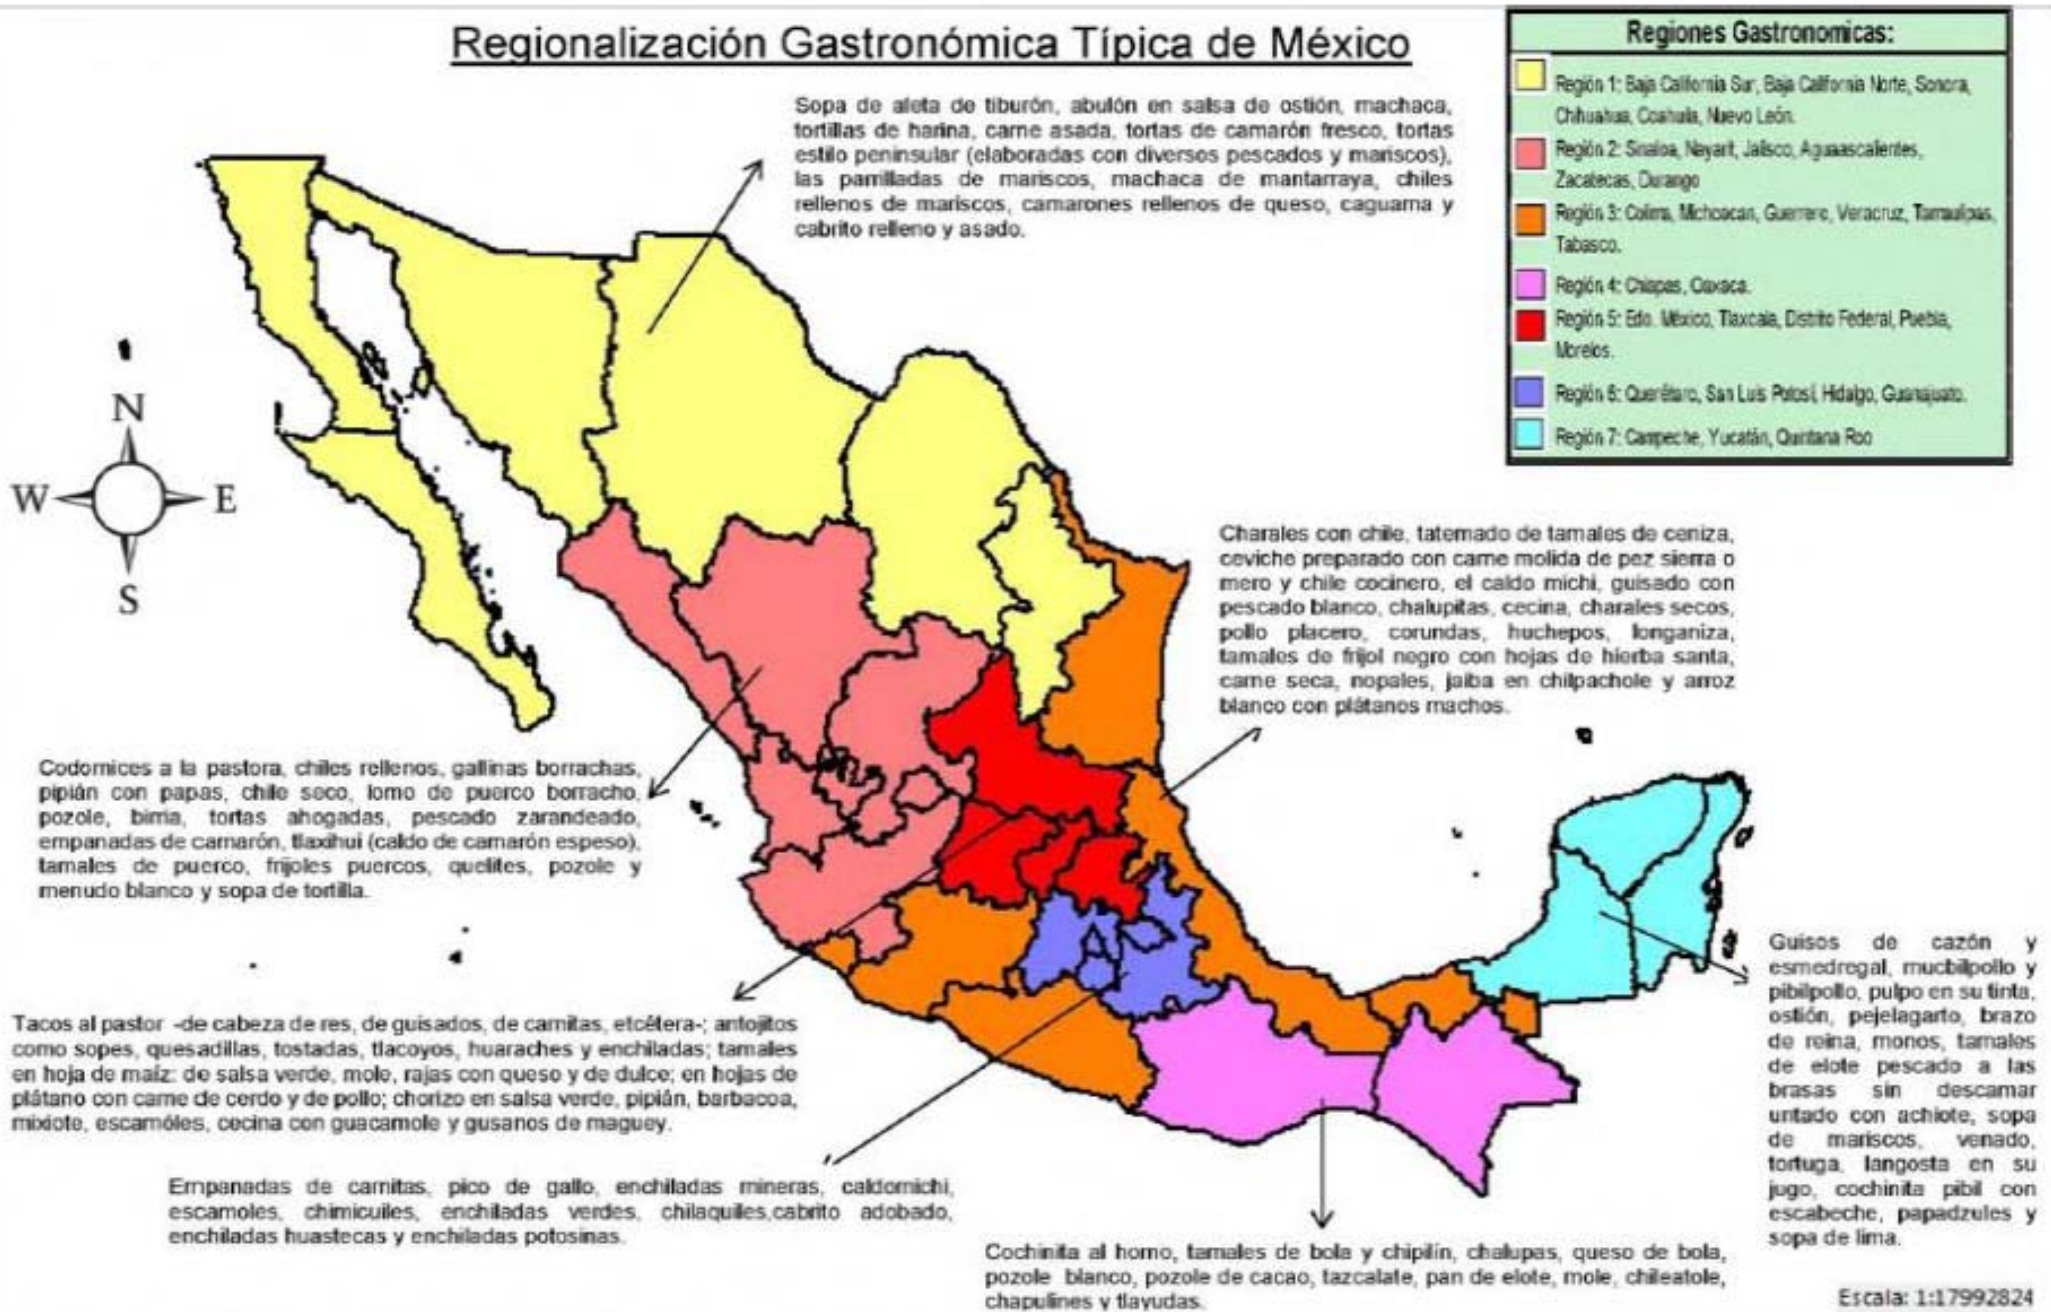 Regionalización Gastronómica Típica de México
Regiones Gastronomicas:
Región 1: Baja California Sur, Baja California Norte, Sonora,
Chihuahua, Coahuila, Nuevo León.
Región 2: Sinaloa, Nayarit, Jalisco, Aguaascalientes,
Zacatecas, Durango
Región 3: Colima, Michoacan, Guerrero, Veracruz, Tamaulipas,
Tabasco.
Región 4: Chiapas, Oaxaca.
Región 5: Edo. México, Tlaxcala, Distrito Federal, Puebla,
Morelos.
Región 6: Querétaro, San Luis Potosí, Hidalgo, Guanajuato.
Región 7: Campeche, Yucatán, Quintana Roo
Sopa de aleta de tiburón, abulón en salsa de ostión, machaca,
tortillas de harina, carne asada, tortas de camarón fresco, tortas
estilo peninsular (elaboradas con diversos pescados y mariscos),
las parrilladas de mariscos, machaca de mantarraya, chiles
rellenos de mariscos, camarones rellenos de queso, caguama y
cabrito relleno y asado.
N
W
E
S
Charales con chile, tatemado de tamales de ceniza,
ceviche preparado con carne molida de pez sierra o
mero y chile cocinero, el caldo michi, guisado con
pescado blanco, chalupitas, cecina, charales secos,
pollo placero, corundas, huchepos, longaniza,
tamales de frijol negro con hojas de hierba santa,
carne seca, nopales, jaiba en chilpachole y arroz
blanco con plátanos machos.
Codornices a la pastora, chiles rellenos, gallinas borrachas,
pipián con papas, chile seco, lomo de puerco borracho,
pozole, birria, tortas ahogadas, pescado zarandeado,
empanadas de camarón, tlaxihui (caldo de camarón espeso),
tamales de puerco, frijoles puercos, quelites, pozole y
menudo blanco y sopa de tortilla.
Guisos de cazón y
esmedregal, mucbilpollo y
pibilpollo, pulpo en su tinta,
ostión, pejelagarto, brazo
de reina, monos, tamales
de elote pescado a las
brasas sin descamar
untado con achiote, sopa
de mariscos, venado,
tortuga, langosta en su
jugo, cochinita pibil con
escabeche, papadzules y
sopa de lima.
Tacos al pastor -de cabeza de res, de guisados, de carnitas, etcétera-; antojitos
como sopes, quesadillas, tostadas, tlacoyos, huaraches y enchiladas; tamales
en hoja de maíz: de salsa verde, mole, rajas con queso y de dulce; en hojas de
plátano con carne de cerdo y de pollo; chorizo en salsa verde, pipián, barbacoa,
mixiote, escamóles, cecina con guacamole y gusanos de maguey.
Empanadas de carnitas, pico de gallo, enchiladas mineras, caldomichi,
escamoles, chimicuiles, enchiladas verdes, chilaquiles,cabrito adobado,
enchiladas huastecas y enchiladas potosinas.
Cochinita al horno, tamales de bola y chipilín, chalupas, queso de bola,
pozole blanco, pozole de cacao, tazcalate, pan de elote, mole, chileatole,
chapulines y tlayudas.
Escala: 1:17992824